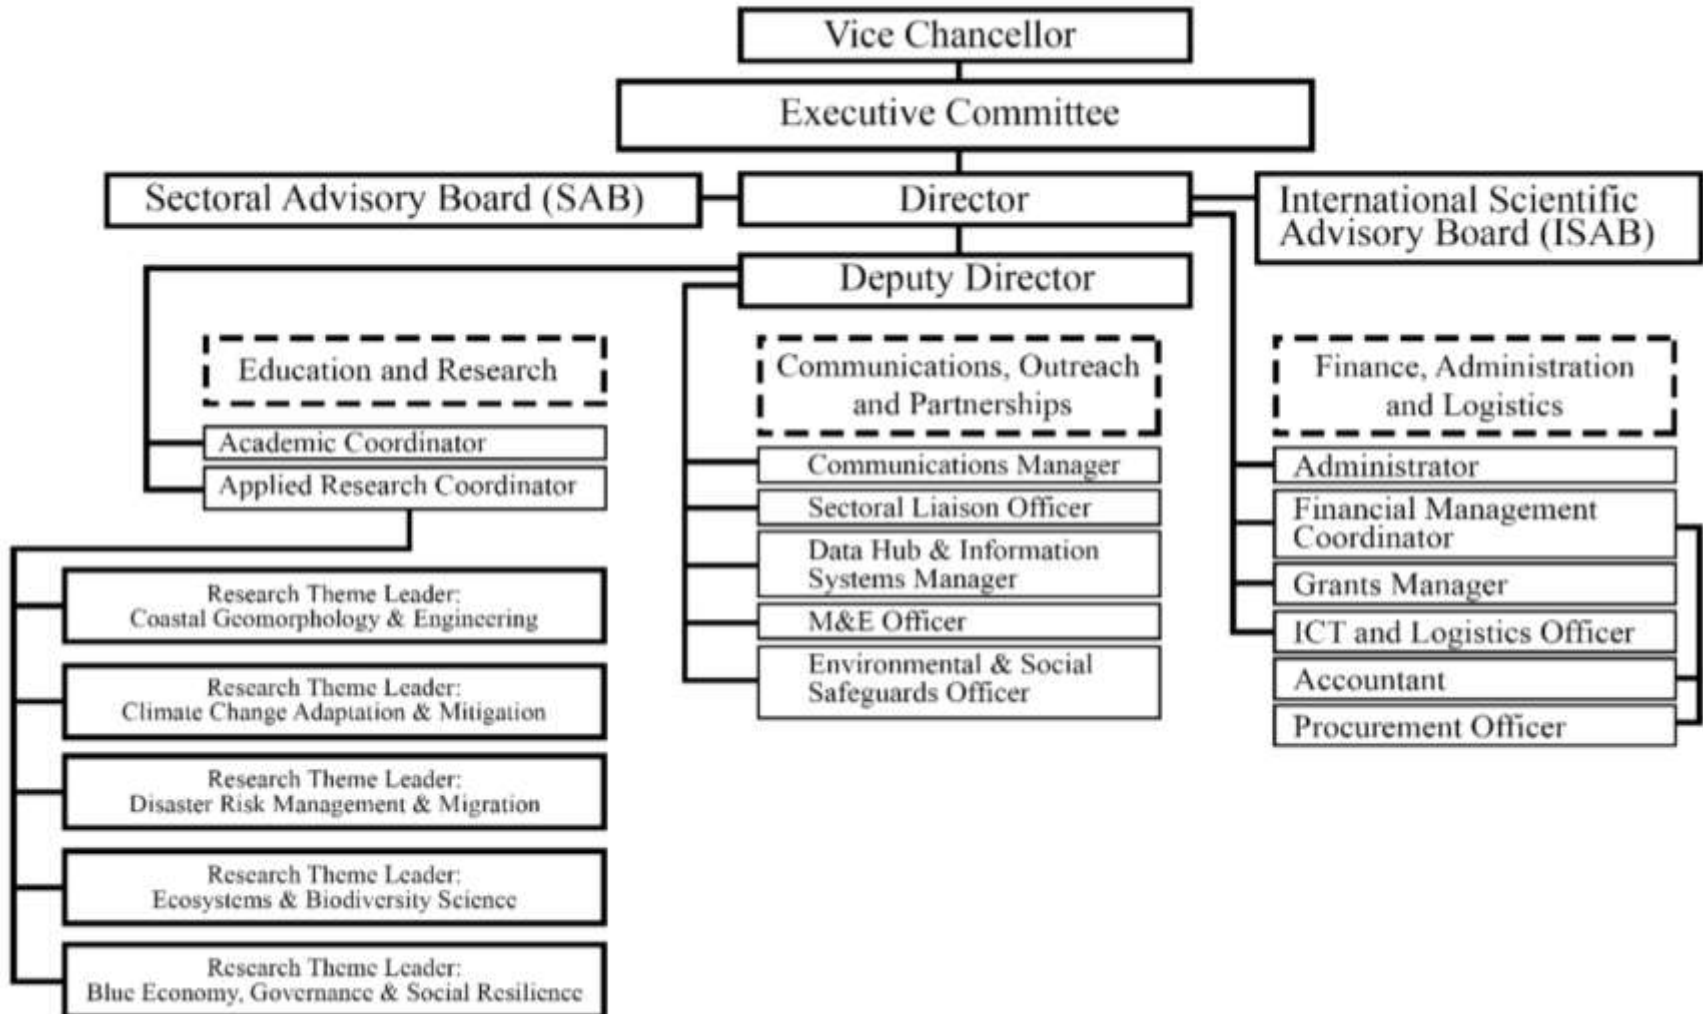 Vice Chancellor
Executive Committee
Sectoral Advisory Board (SAB)
Director
International Scientific
Advisory Board (ISAB)
Deputy Director
Education and Research
Academic Coordinator
Applied Research Coordinator
Research Theme Leader:
Coastal Geomorphology & Engineering
Research Theme Leader:
Climate Change Adaptation & Mitigation
Research Theme Leader:
Disaster Risk Management & Migration
Research Theme Leader:
Ecosystems & Biodiversity Science
Research Theme Leader:
Blue Economy, Governance & Social Resilience
Communications, Outreach
and Partnerships
Communications Manager
Sectoral Liaison Officer
Data Hub & Information
Systems Manager
M&E Officer
Environmental & Social
Safeguards Officer
Finance, Administration
and Logistics
Administrator
Financial Management
Coordinator
Grants Manager
ICT and Logistics Officer
Accountant
Procurement Officer